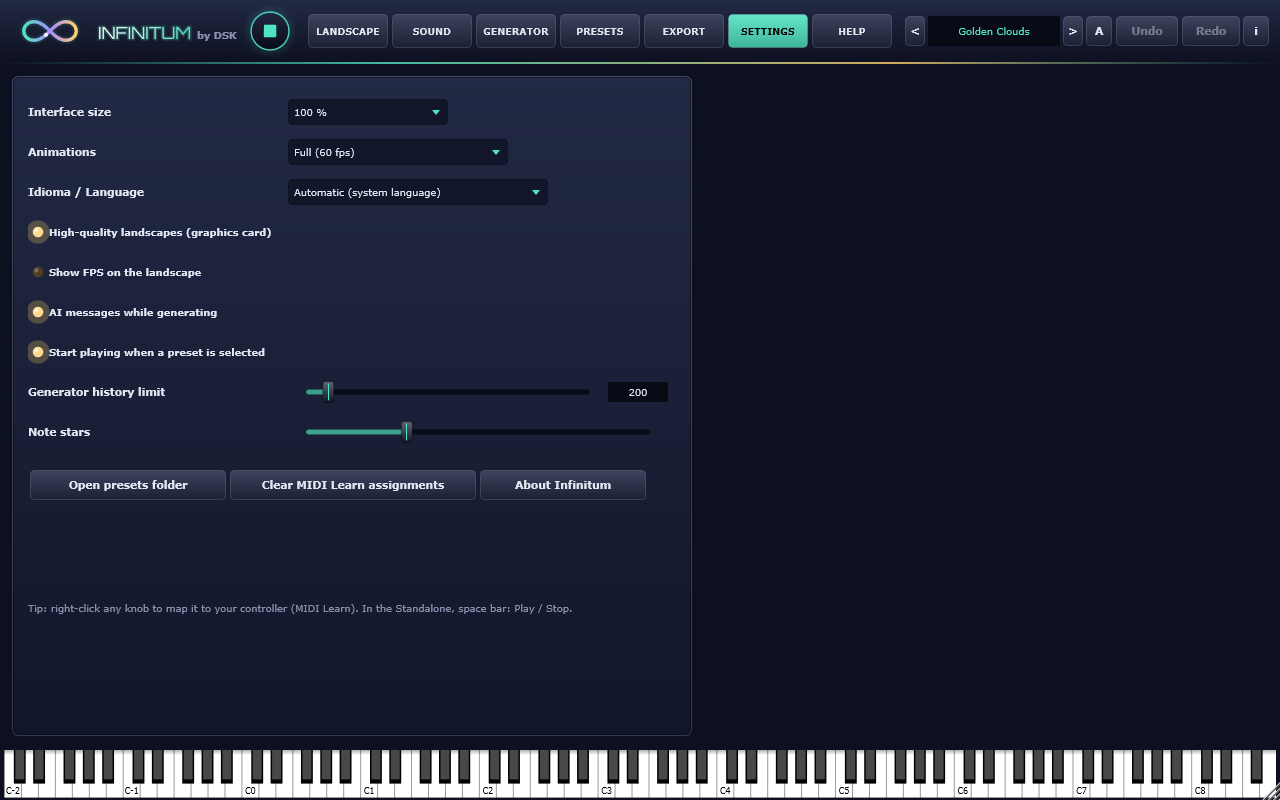 INFINITUM by DSK
LANDSCAPE
SOUND
GENERATOR
PRESETS
EXPORT
SETTINGS
HELP
<
Golden Clouds
>
A
Undo
Redo
i
Interface size
100 %
Animations
Full (60 fps)
Idioma / Language
Automatic (system language)
High-quality landscapes (graphics card)
Show FPS on the landscape
AI messages while generating
Start playing when a preset is selected
Generator history limit
200
Note stars
Open presets folder
Clear MIDI Learn assignments
About Infinitum
Tip: right-click any knob to map it to your controller (MIDI Learn). In the Standalone, space bar: Play / Stop.
C-2
C-1
C0
C1
C2
C3
C4
C5
C6
C7
C8